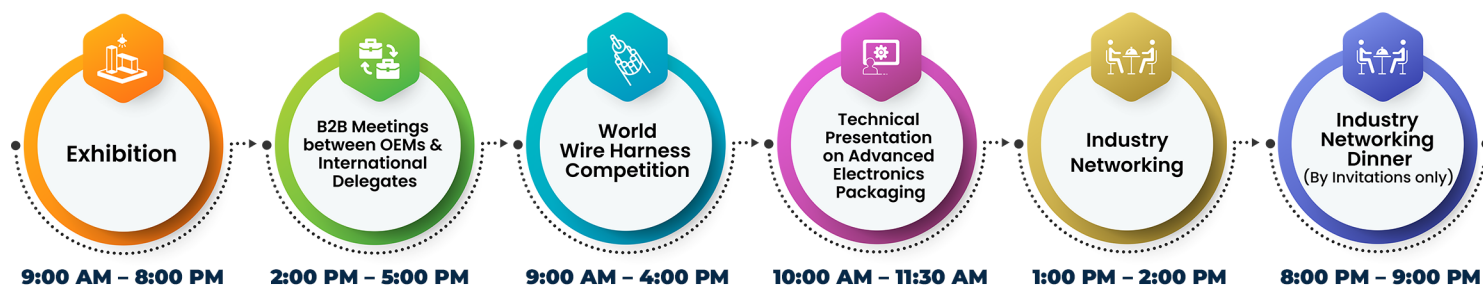 Exhibition
9:00 AM – 8:00 PM
B2B Meetings
between OEMs &
International
Delegates
2:00 PM – 5:00 PM
World
Wire Harness
Competition
9:00 AM – 4:00 PM
Technical
Presentation
on Advanced
Electronics
Packaging
10:00 AM – 11:30 AM
Industry
Networking
1:00 PM – 2:00 PM
Industry
Networking
Dinner
(By Invitations only)
8:00 PM – 9:00 PM